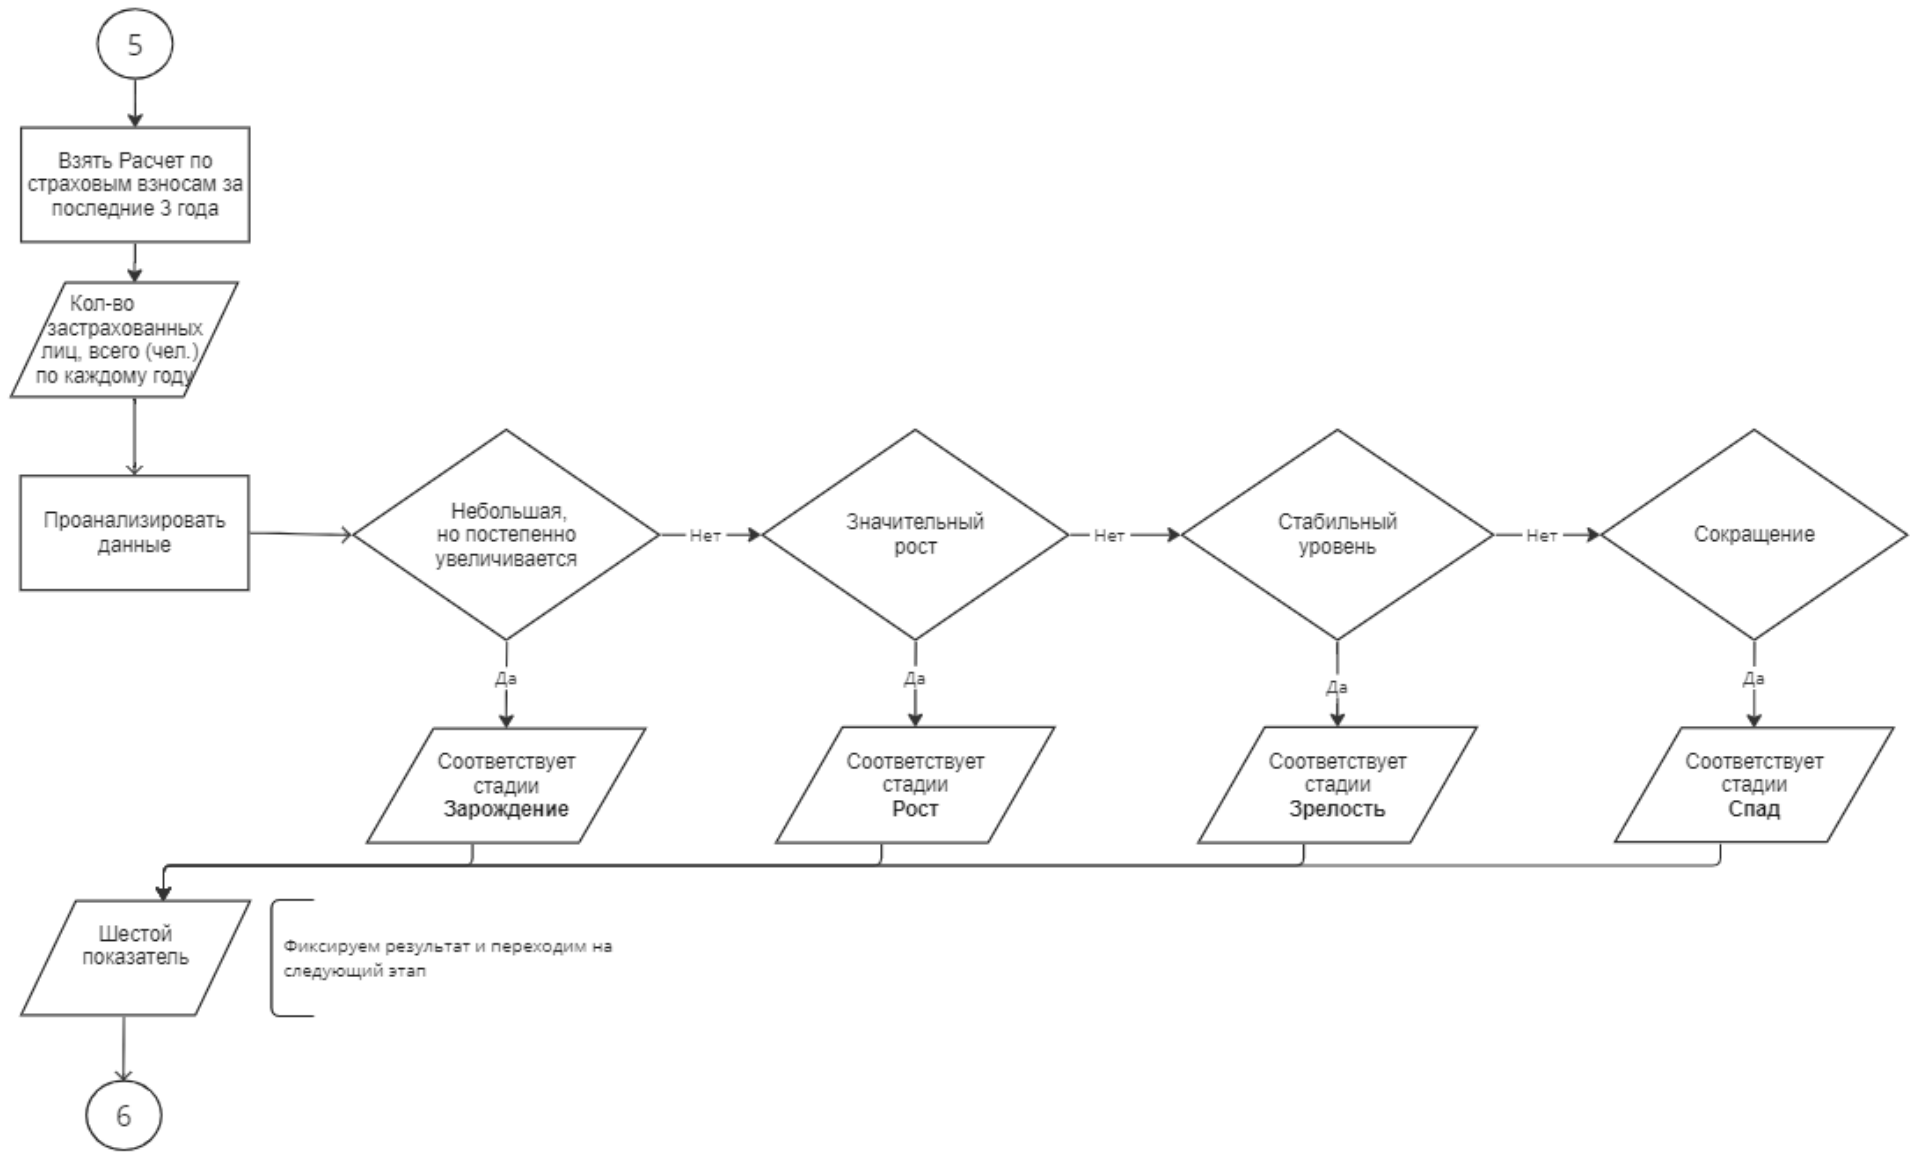 5
Взять Расчет по
страховым взносам за
последние 3 года
Кол-во
застрахованных
лиц, всего (чел.)
по каждому году
Проанализировать
данные
Небольшая,
но постепенно
увеличивается
Нет
Значительный
рост
Нет
Стабильный
уровень
Нет
Сокращение
Да
Да
Да
Да
Соответствует
стадии
Зарождение
Соответствует
стадии
Рост
Соответствует
стадии
Зрелость
Соответствует
стадии
Спад
Шестой
показатель
Фиксируем результат и переходим на
следующий этап
6